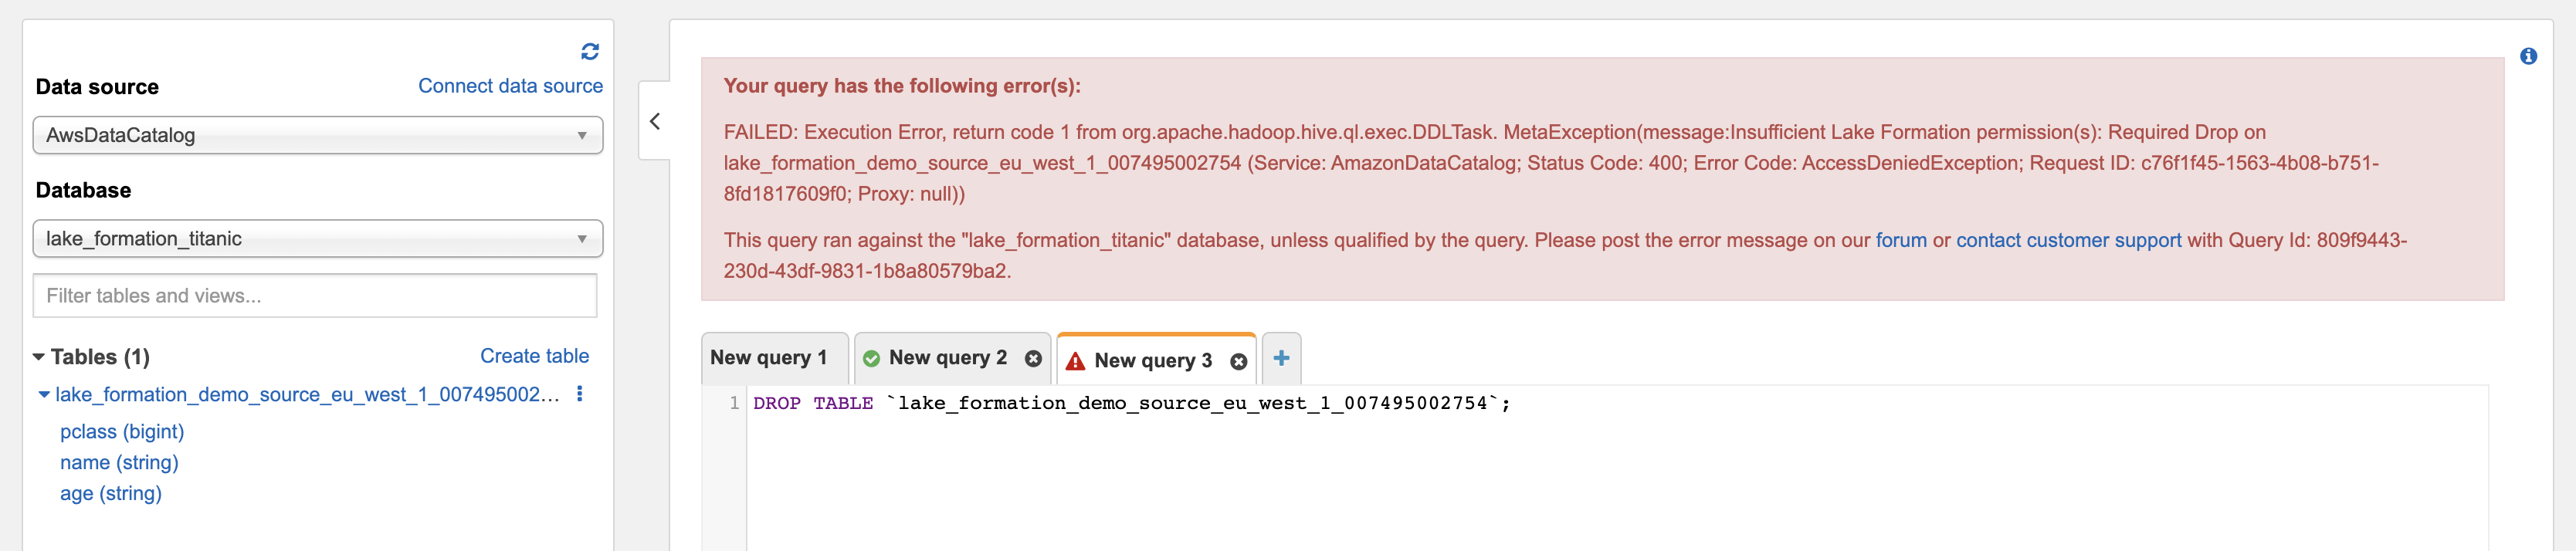 Data source
Connect data source
AwsDataCatalog
Database
lake_formation_titanic
Filter tables and views...
Tables (1)
Create table
lake_formation_demo_source_eu_west_1_007495002...
pclass (bigint)
name (string)
age (string)
Your query has the following error(s):
FAILED: Execution Error, return code 1 from org.apache.hadoop.hive.ql.exec.DDLTask. MetaException(message:Insufficient Lake Formation permission(s): Required Drop on
lake_formation_demo_source_eu_west_1_007495002754 (Service: AmazonDataCatalog; Status Code: 400; Error Code: AccessDeniedException; Request ID: c76f1f45-1563-4b08-b751-
8fd1817609f0; Proxy: null))
This query ran against the "lake_formation_titanic" database, unless qualified by the query. Please post the error message on our forum or contact customer support with Query Id: 809f9443-
230d-43df-9831-1b8a80579ba2.
New query 1
New query 2
New query 3
1 DROP TABLE `lake_formation_demo_source_eu_west_1_007495002754`;